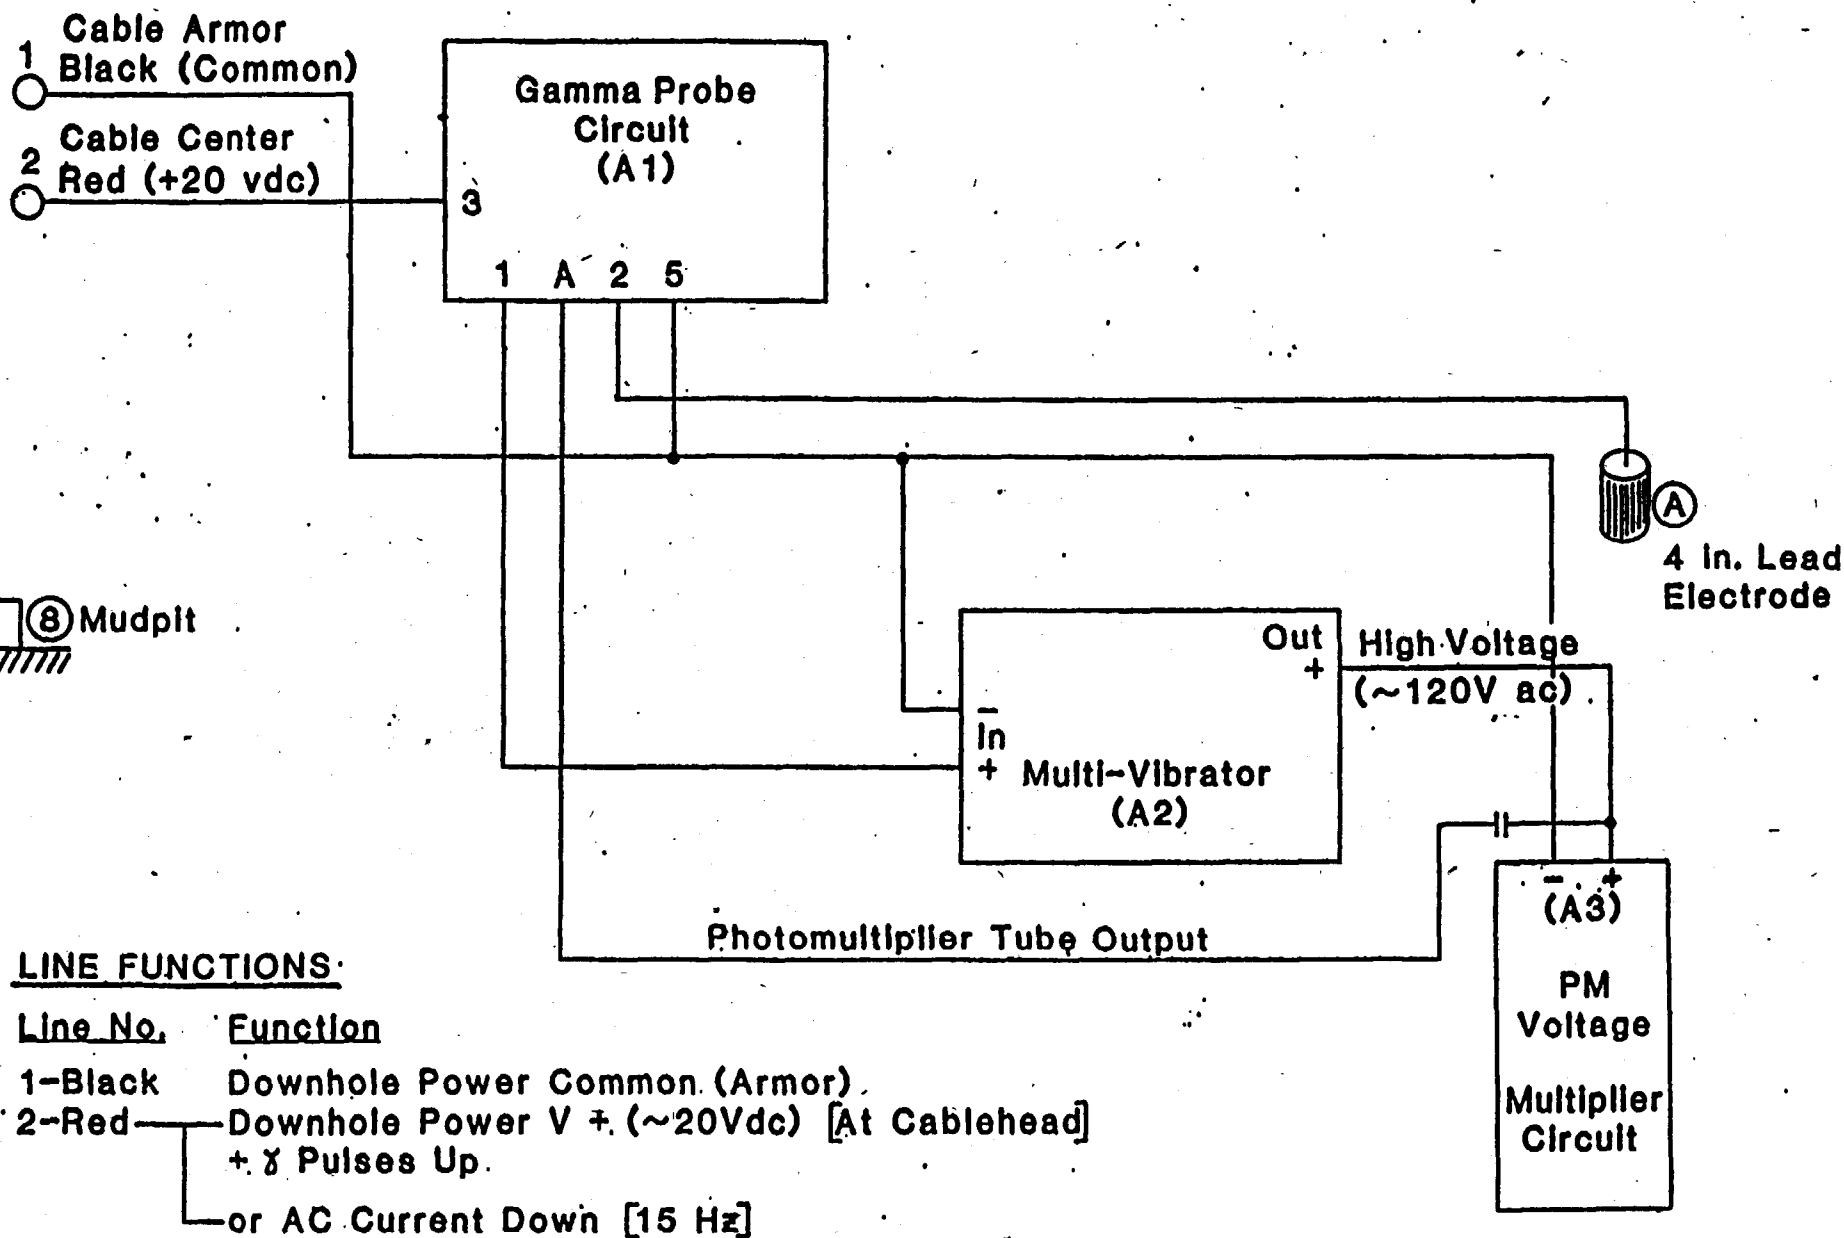 Cable Armor
1 Black (Common)
Cable Center
2 Red (+20 vdc)
Gamma Probe
Circuit
(A1)
3
1 A 2 5
A
4 in. Lead
Electrode
8 Mudpit
Out
+
High Voltage
(~120V ac)
−
In
+
Multi-Vibrator
(A2)
− +
(A3)
PM
Voltage
Multiplier
Circuit
Photomultiplier Tube Output
LINE FUNCTIONS
Line No. Function
1-Black Downhole Power Common (Armor)
2-Red Downhole Power V + (~20Vdc) [At Cablehead]
+ γ Pulses Up
or AC Current Down [15 Hz]